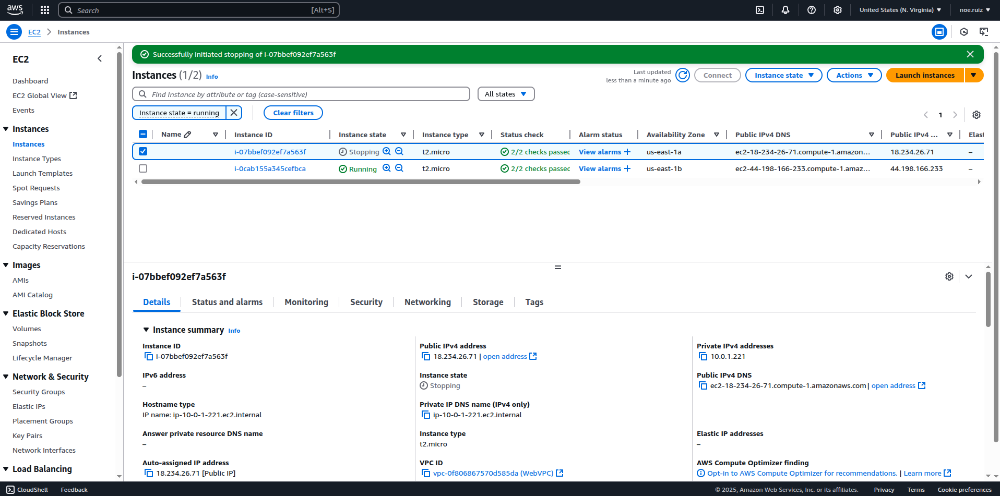 aws Search [Alt+S] United States (N. Virginia) noe.ruiz
EC2 Instances
EC2
Dashboard
EC2 Global View
Events
Instances
Instances
Instance Types
Launch Templates
Spot Requests
Savings Plans
Reserved Instances
Dedicated Hosts
Capacity Reservations
Images
AMIs
AMI Catalog
Elastic Block Store
Volumes
Snapshots
Lifecycle Manager
Network & Security
Security Groups
Elastic IPs
Placement Groups
Key Pairs
Network Interfaces
Load Balancing
Successfully initiated stopping of i-07bbef092ef7a563f
Instances (1/2) Info
Last updated
less than a minute ago
Connect Instance state Actions Launch instances
Find Instance by attribute or tag (case-sensitive) All states
Instance state = running Clear filters 1
Name Instance ID Instance state Instance type Status check Alarm status Availability Zone Public IPv4 DNS Public IPv4 ... Elast
i-07bbef092ef7a563f Stopping t2.micro 2/2 checks passec View alarms + us-east-1a ec2-18-234-26-71.compute-1.amazon... 18.234.26.71 –
i-0cab155a345cefbca Running t2.micro 2/2 checks passec View alarms + us-east-1b ec2-44-198-166-233.compute-1.amaz... 44.198.166.233 –
i-07bbef092ef7a563f
Details Status and alarms Monitoring Security Networking Storage Tags
Instance summary Info
Instance ID
i-07bbef092ef7a563f
Public IPv4 address
18.234.26.71 | open address
Private IPv4 addresses
10.0.1.221
IPv6 address
–
Instance state
Stopping
Public IPv4 DNS
ec2-18-234-26-71.compute-1.amazonaws.com | open address
Hostname type
IP name: ip-10-0-1-221.ec2.internal
Private IP DNS name (IPv4 only)
ip-10-0-1-221.ec2.internal
Answer private resource DNS name
–
Instance type
t2.micro
Elastic IP addresses
–
Auto-assigned IP address
18.234.26.71 [Public IP]
VPC ID
vpc-0f806867570d585da (WebVPC)
AWS Compute Optimizer finding
Opt-in to AWS Compute Optimizer for recommendations. | Learn more
CloudShell Feedback © 2025, Amazon Web Services, Inc. or its affiliates. Privacy Terms Cookie preferences